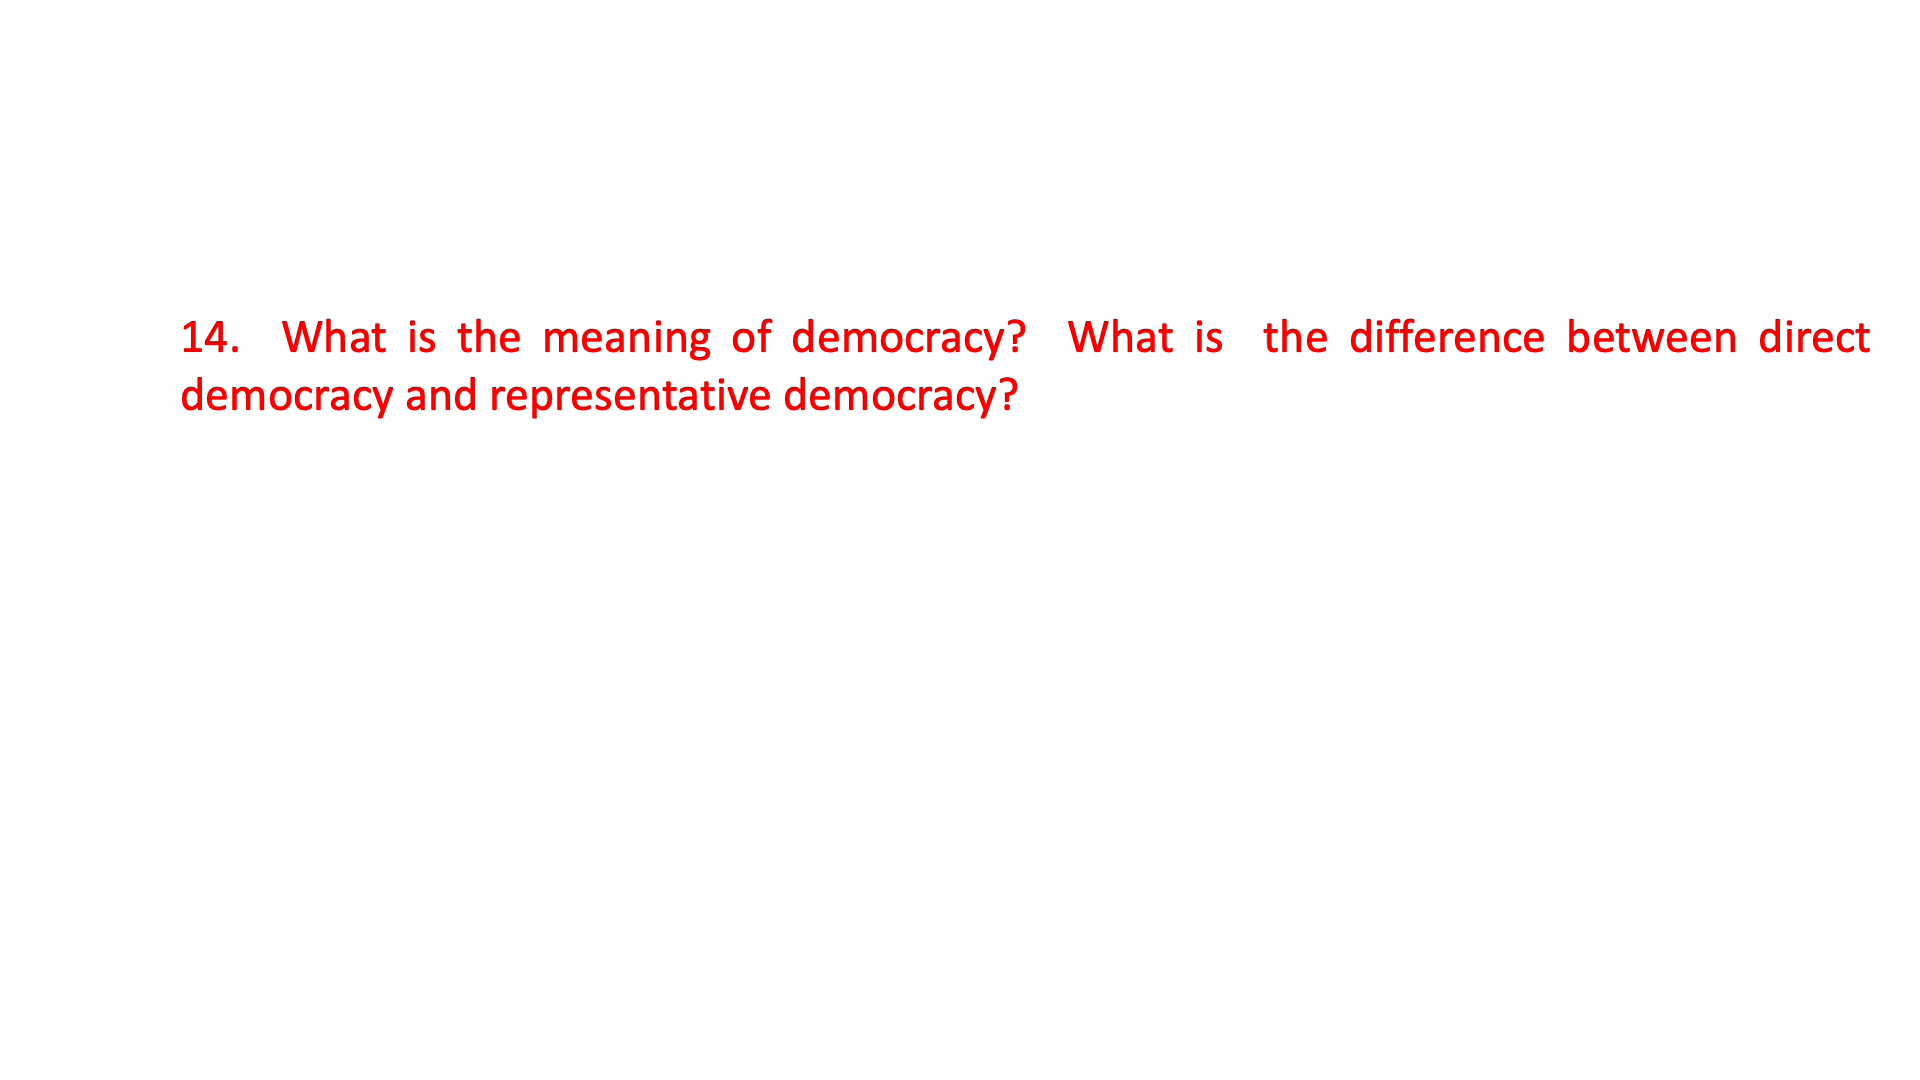 14. What is the meaning of democracy? What is the difference between direct
democracy and representative democracy?